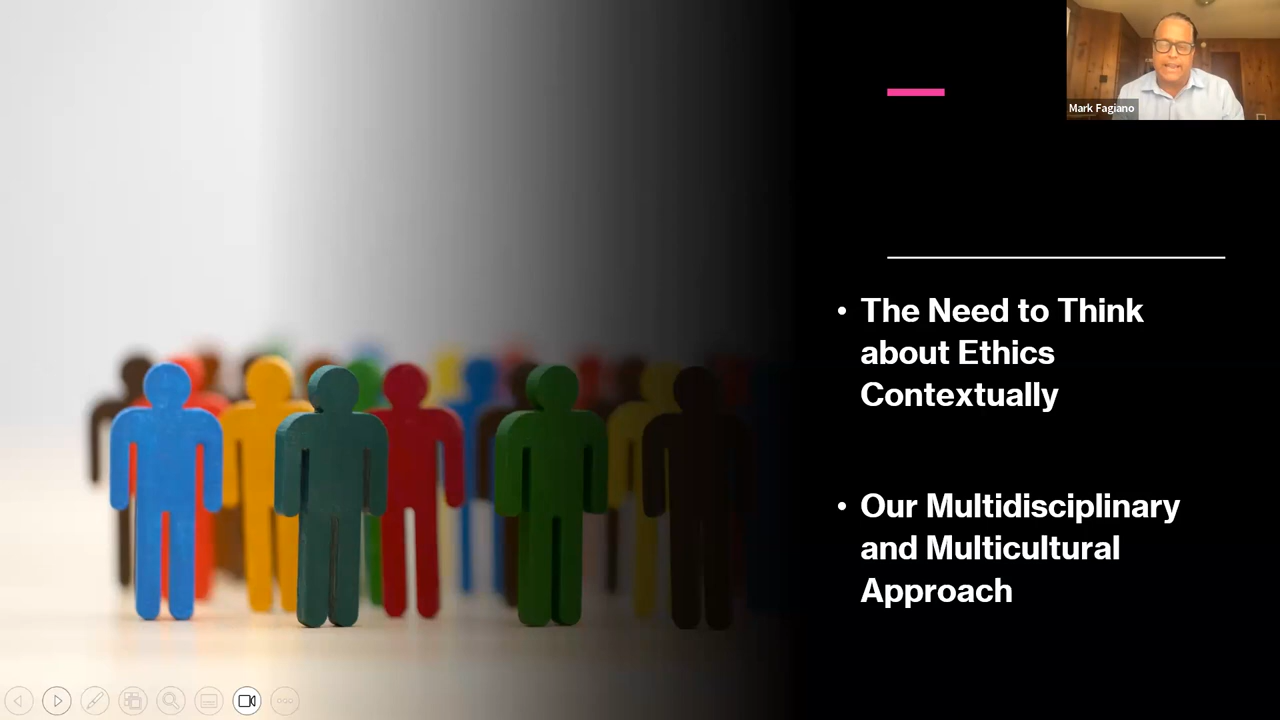 Mark Fagiano
• The Need to Think
about Ethics
Contextually
• Our Multidisciplinary
and Multicultural
Approach